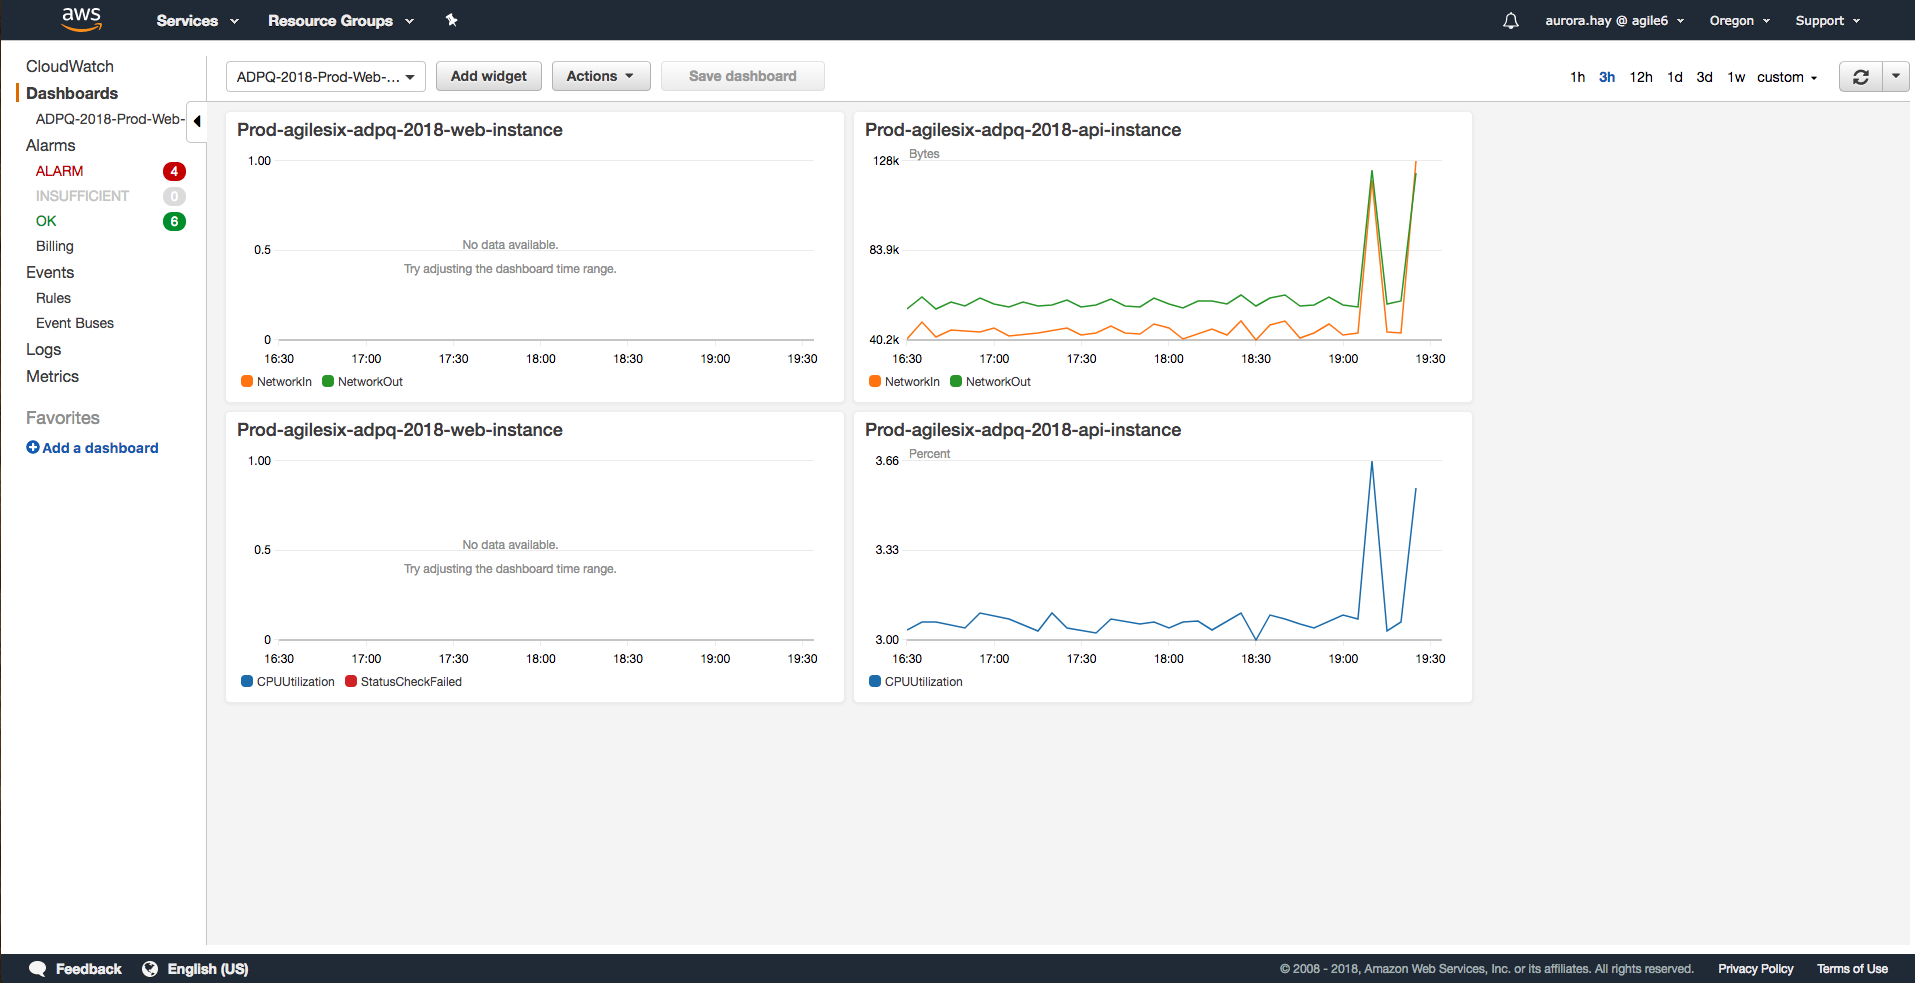 aws Services Resource Groups aurora.hay @ agile6 Oregon Support
CloudWatch
Dashboards
ADPQ-2018-Prod-Web-
Alarms
ALARM 4
INSUFFICIENT 0
OK 6
Billing
Events
Rules
Event Buses
Logs
Metrics
Favorites
Add a dashboard
ADPQ-2018-Prod-Web-... Add widget Actions Save dashboard 1h 3h 12h 1d 3d 1w custom
Prod-agilesix-adpq-2018-web-instance
1.00
0.5
0
No data available.
Try adjusting the dashboard time range.
16:30 17:00 17:30 18:00 18:30 19:00 19:30
NetworkIn NetworkOut
Prod-agilesix-adpq-2018-api-instance
Bytes
128k
83.9k
40.2k
16:30 17:00 17:30 18:00 18:30 19:00 19:30
NetworkIn NetworkOut
Prod-agilesix-adpq-2018-web-instance
1.00
0.5
0
No data available.
Try adjusting the dashboard time range.
16:30 17:00 17:30 18:00 18:30 19:00 19:30
CPUUtilization StatusCheckFailed
Prod-agilesix-adpq-2018-api-instance
Percent
3.66
3.33
3.00
16:30 17:00 17:30 18:00 18:30 19:00 19:30
CPUUtilization
Feedback English (US) © 2008 - 2018, Amazon Web Services, Inc. or its affiliates. All rights reserved. Privacy Policy Terms of Use